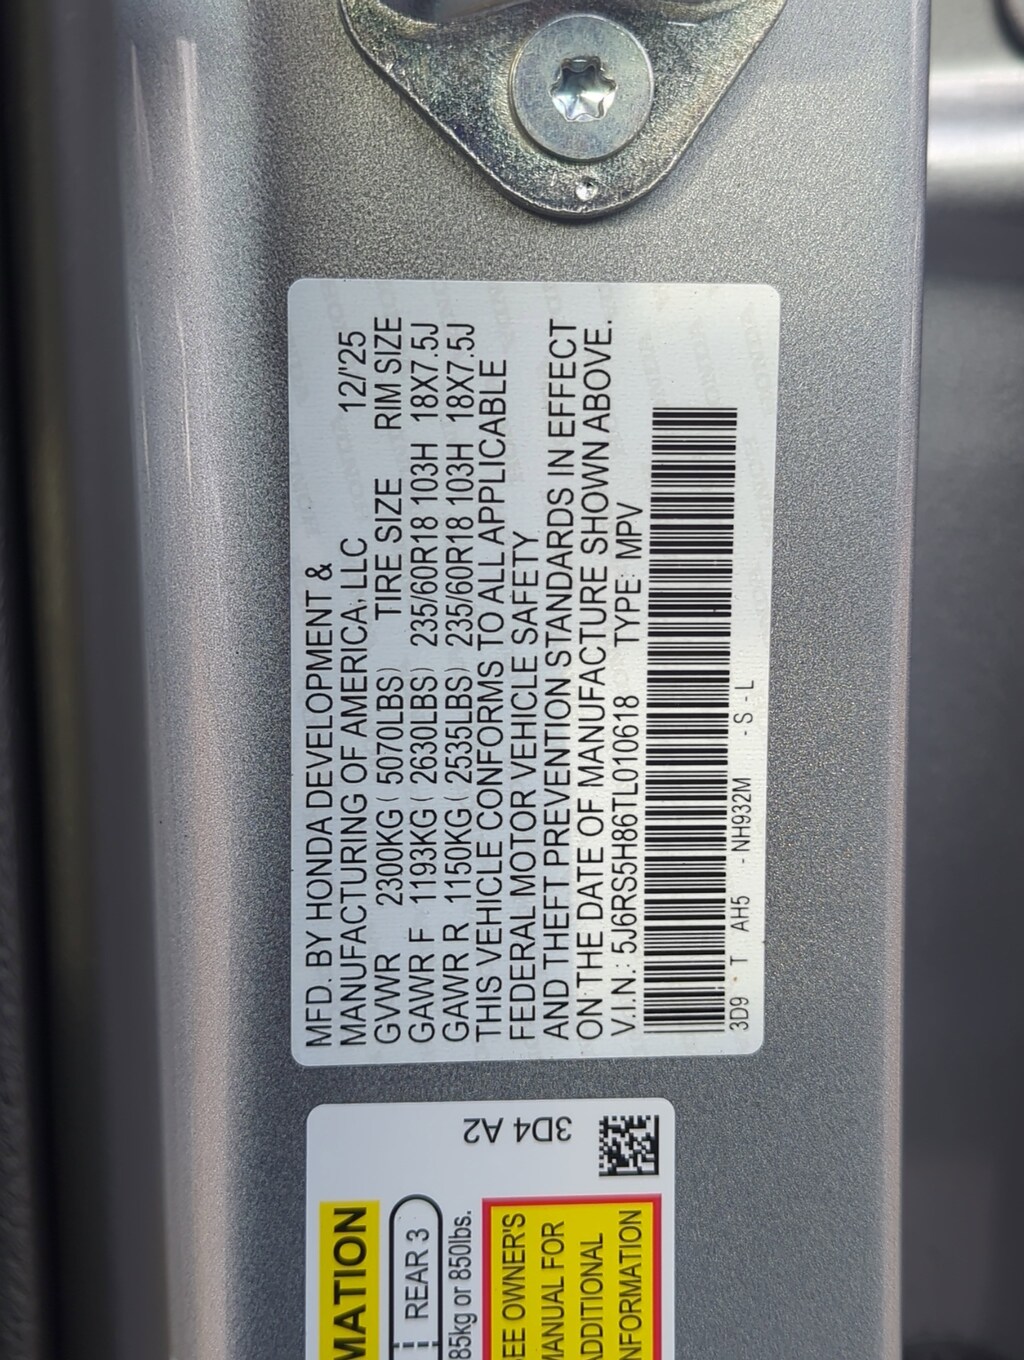 MFD. BY HONDA DEVELOPMENT &
MANUFACTURING OF AMERICA, LLC 12/'25
GVWR 2300KG ( 5070LBS) TIRE SIZE RIM SIZE
GAWR F 1193KG ( 2630LBS) 235/60R18 103H 18X7.5J
GAWR R 1150KG ( 2535LBS) 235/60R18 103H 18X7.5J
THIS VEHICLE CONFORMS TO ALL APPLICABLE
FEDERAL MOTOR VEHICLE SAFETY
AND THEFT PREVENTION STANDARDS IN EFFECT
ON THE DATE OF MANUFACTURE SHOWN ABOVE.
V.I.N.: 5J6RS5H86TL010618 TYPE: MPV
3D9 T AH5 - NH932M - S - L
3D4 A2
MATION
REAR 3
85kg or 850lbs.
EE OWNER'S
MANUAL FOR
ADDITIONAL
NFORMATION